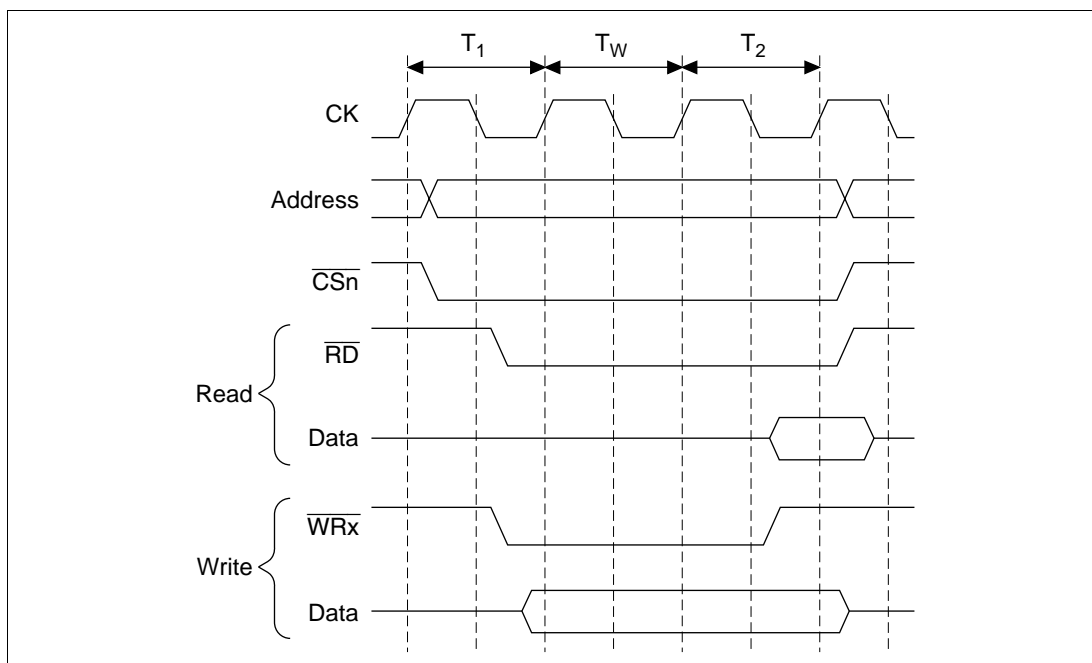 T1 TW T2
CK
Address
CSn
RD
Read
Data
WRx
Write
Data